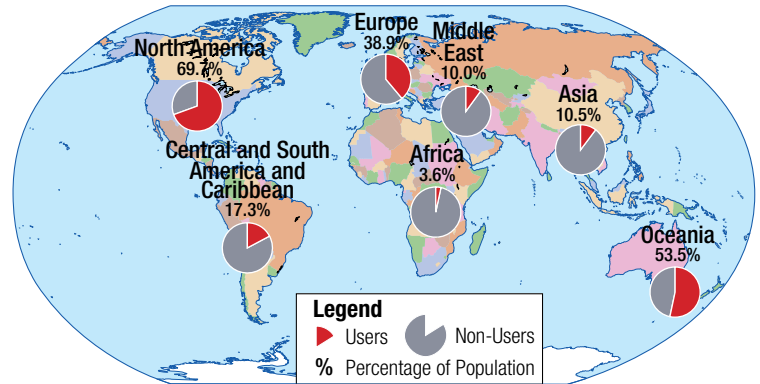 North America
69.7%
Europe
38.9%
Middle
East
10.0%
Asia
10.5%
Central and South
America and
Caribbean
17.3%
Africa
3.6%
Oceania
53.5%
Legend
Users
Non-Users
% Percentage of Population